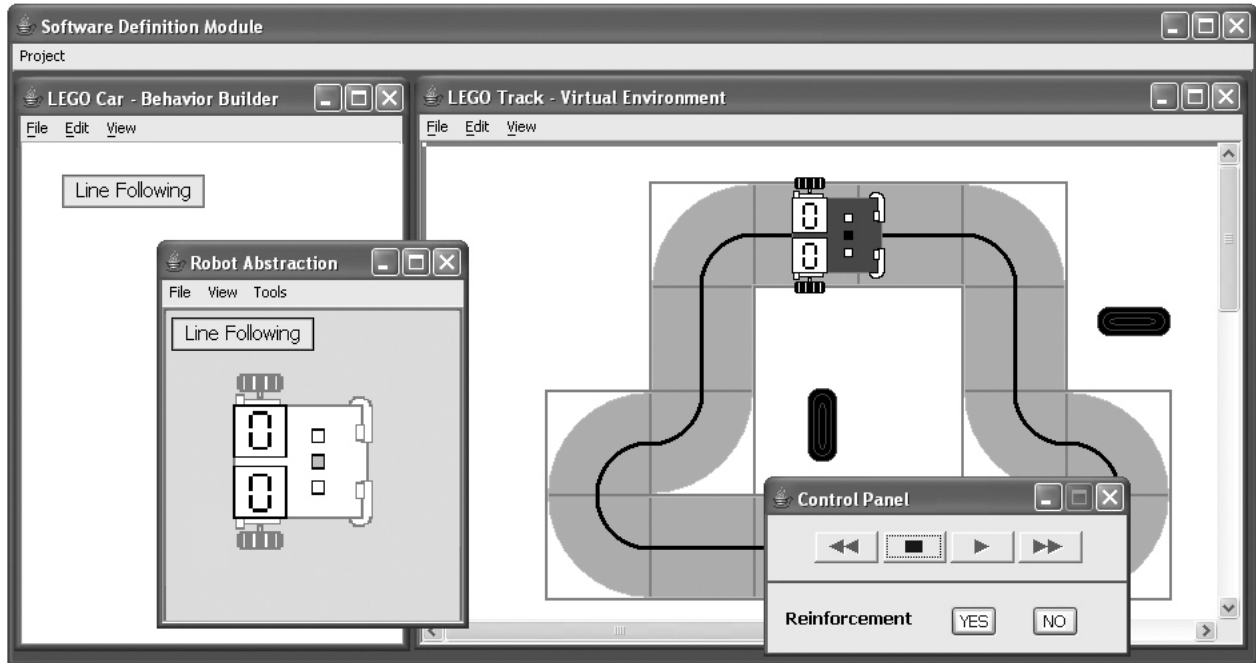 Software Definition Module
Project
LEGO Car - Behavior Builder
File Edit View
Line Following
LEGO Track - Virtual Environment
File Edit View
0
0
Robot Abstraction
File View Tools
Line Following
0
0
Control Panel
Reinforcement YES NO